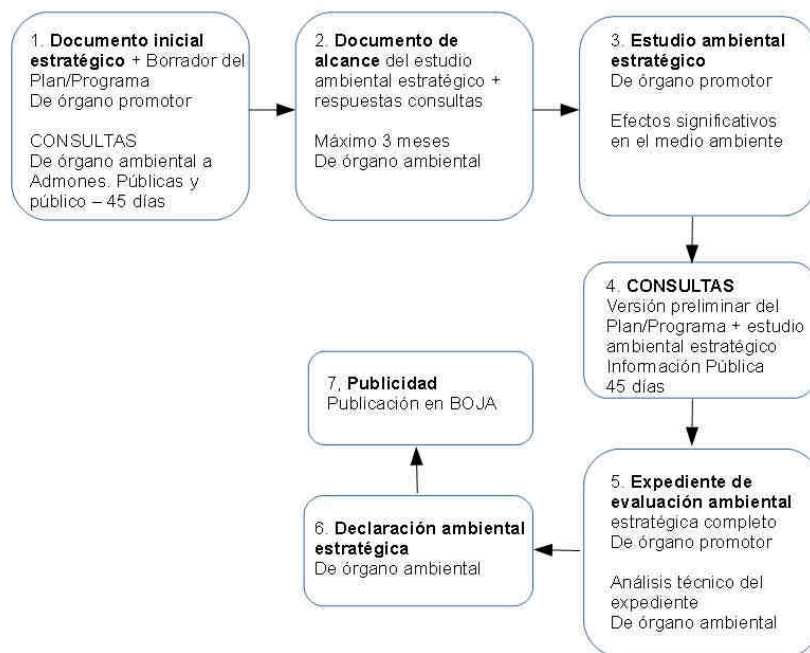 1. Documento inicial
estratégico + Borrador del
Plan/Programa
De órgano promotor
CONSULTAS
De órgano ambiental a
Admones. Públicas y
público – 45 días
2. Documento de
alcance del estudio
ambiental estratégico +
respuestas consultas
Máximo 3 meses
De órgano ambiental
3. Estudio ambiental
estratégico
De órgano promotor
Efectos significativos
en el medio ambiente
4. CONSULTAS
Versión preliminar del
Plan/Programa + estudio
ambiental estratégico
Información Pública
45 días
5. Expediente de
evaluación ambiental
estratégica completo
De órgano promotor
Análisis técnico del
expediente
De órgano ambiental
6. Declaración ambiental
estratégica
De órgano ambiental
7, Publicidad
Publicación en BOJA